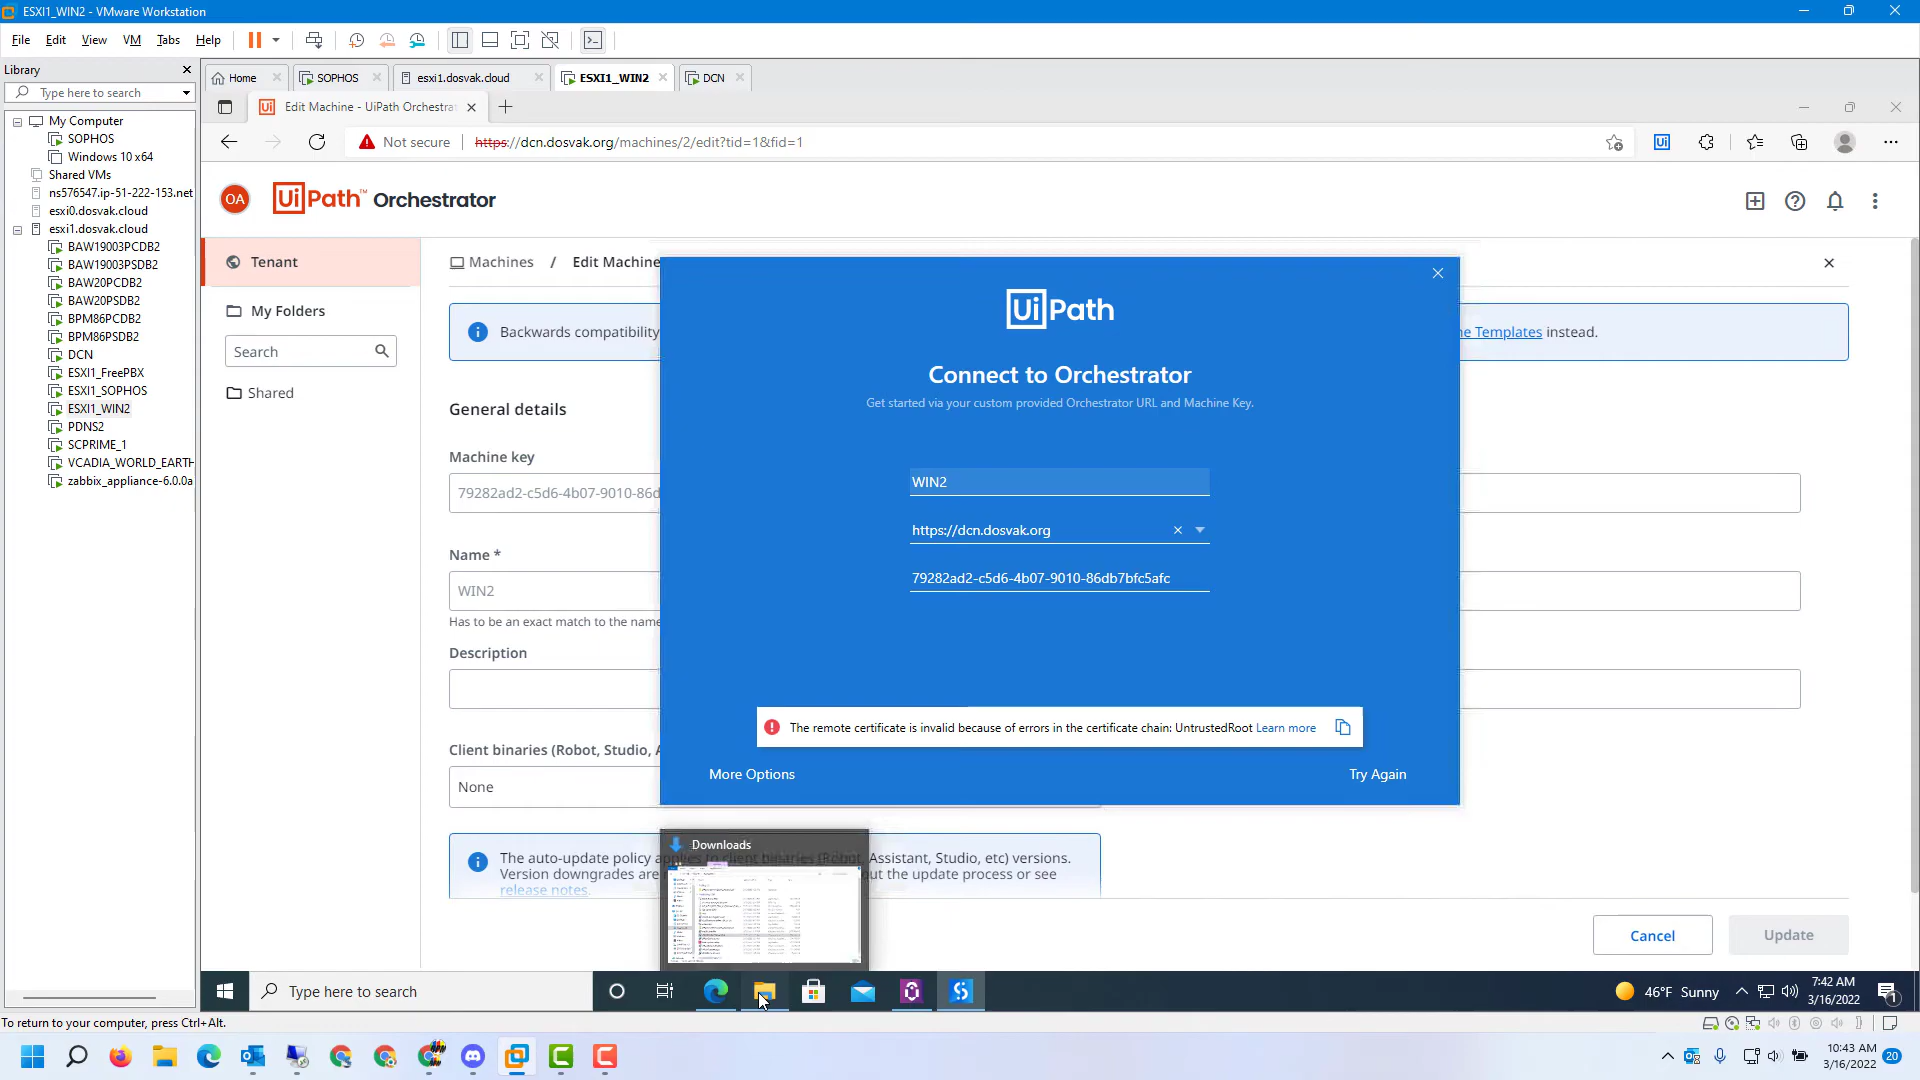 ESXI1_WIN2 - VMware Workstation
File Edit View VM Tabs Help
Library
Type here to search
My Computer
SOPHOS
Windows 10 x64
Shared VMs
ns576547.ip-51-222-153.net
esxi0.dosvak.cloud
esxi1.dosvak.cloud
BAW19003PCDB2
BAW19003PSDB2
BAW20PCDB2
BAW20PSDB2
BPM86PCDB2
BPM86PSDB2
DCN
ESXI1_FreePBX
ESXI1_SOPHOS
ESXI1_WIN2
PDNS2
SCPRIME_1
VCADIA_WORLD_EARTH
zabbix_appliance-6.0.0a
Home SOPHOS esxi1.dosvak.cloud ESXI1_WIN2 DCN
Edit Machine - UiPath Orchestra
Not secure https://dcn.dosvak.org/machines/2/edit?tid=1&fid=1
OA UiPath™ Orchestrator
Tenant
My Folders
Search
Shared
Machines / Edit Machine
Backwards compatibility
ne Templates instead.
General details
Machine key
79282ad2-c5d6-4b07-9010-86d
Name *
WIN2
Has to be an exact match to the name
Description
Client binaries (Robot, Studio, A
None
The auto-update policy applies to client binaries (Robot, Assistant, Studio, etc) versions.
Version downgrades are
out the update process or see
release notes.
Cancel Update
UiPath
Connect to Orchestrator
Get started via your custom provided Orchestrator URL and Machine Key.
WIN2
https://dcn.dosvak.org
79282ad2-c5d6-4b07-9010-86db7bfc5afc
The remote certificate is invalid because of errors in the certificate chain: UntrustedRoot Learn more
More Options Try Again
Downloads
Type here to search
46°F Sunny
7:42 AM
3/16/2022
1
To return to your computer, press Ctrl+Alt.
10:43 AM
3/16/2022
20